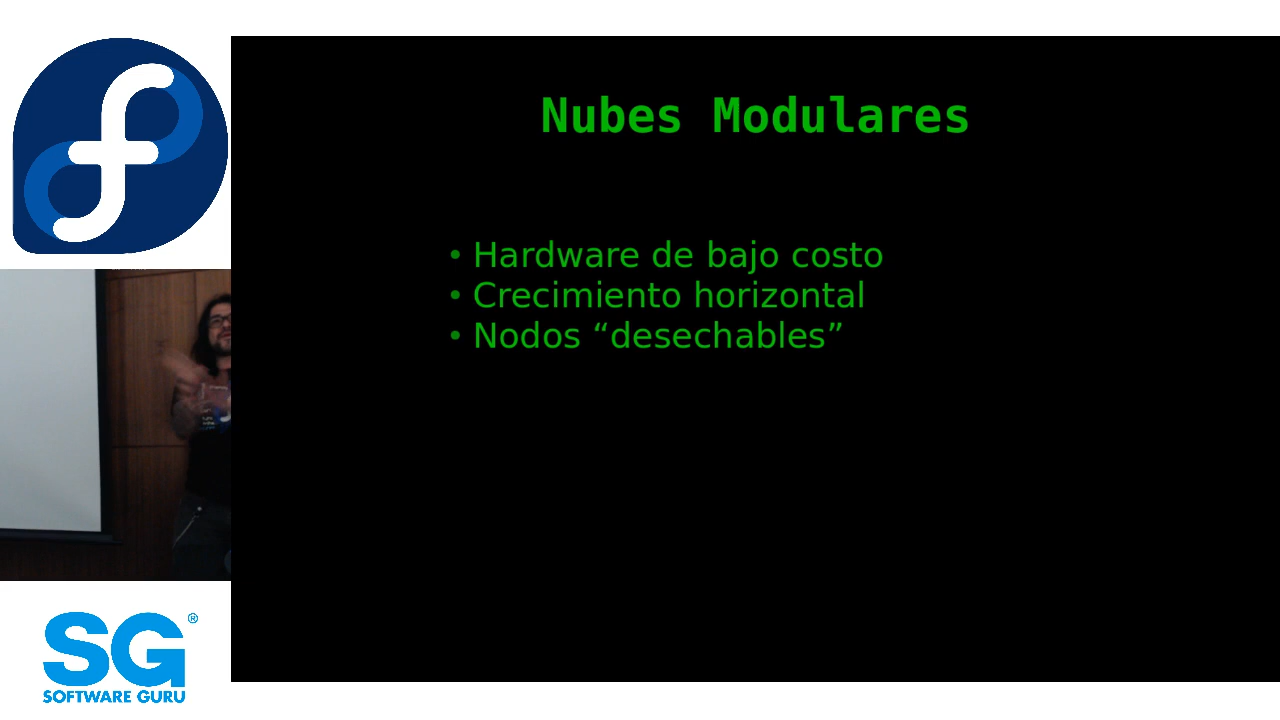 Nubes Modulares
• Hardware de bajo costo
• Crecimiento horizontal
• Nodos “desechables”
SG®
SOFTWARE GURU